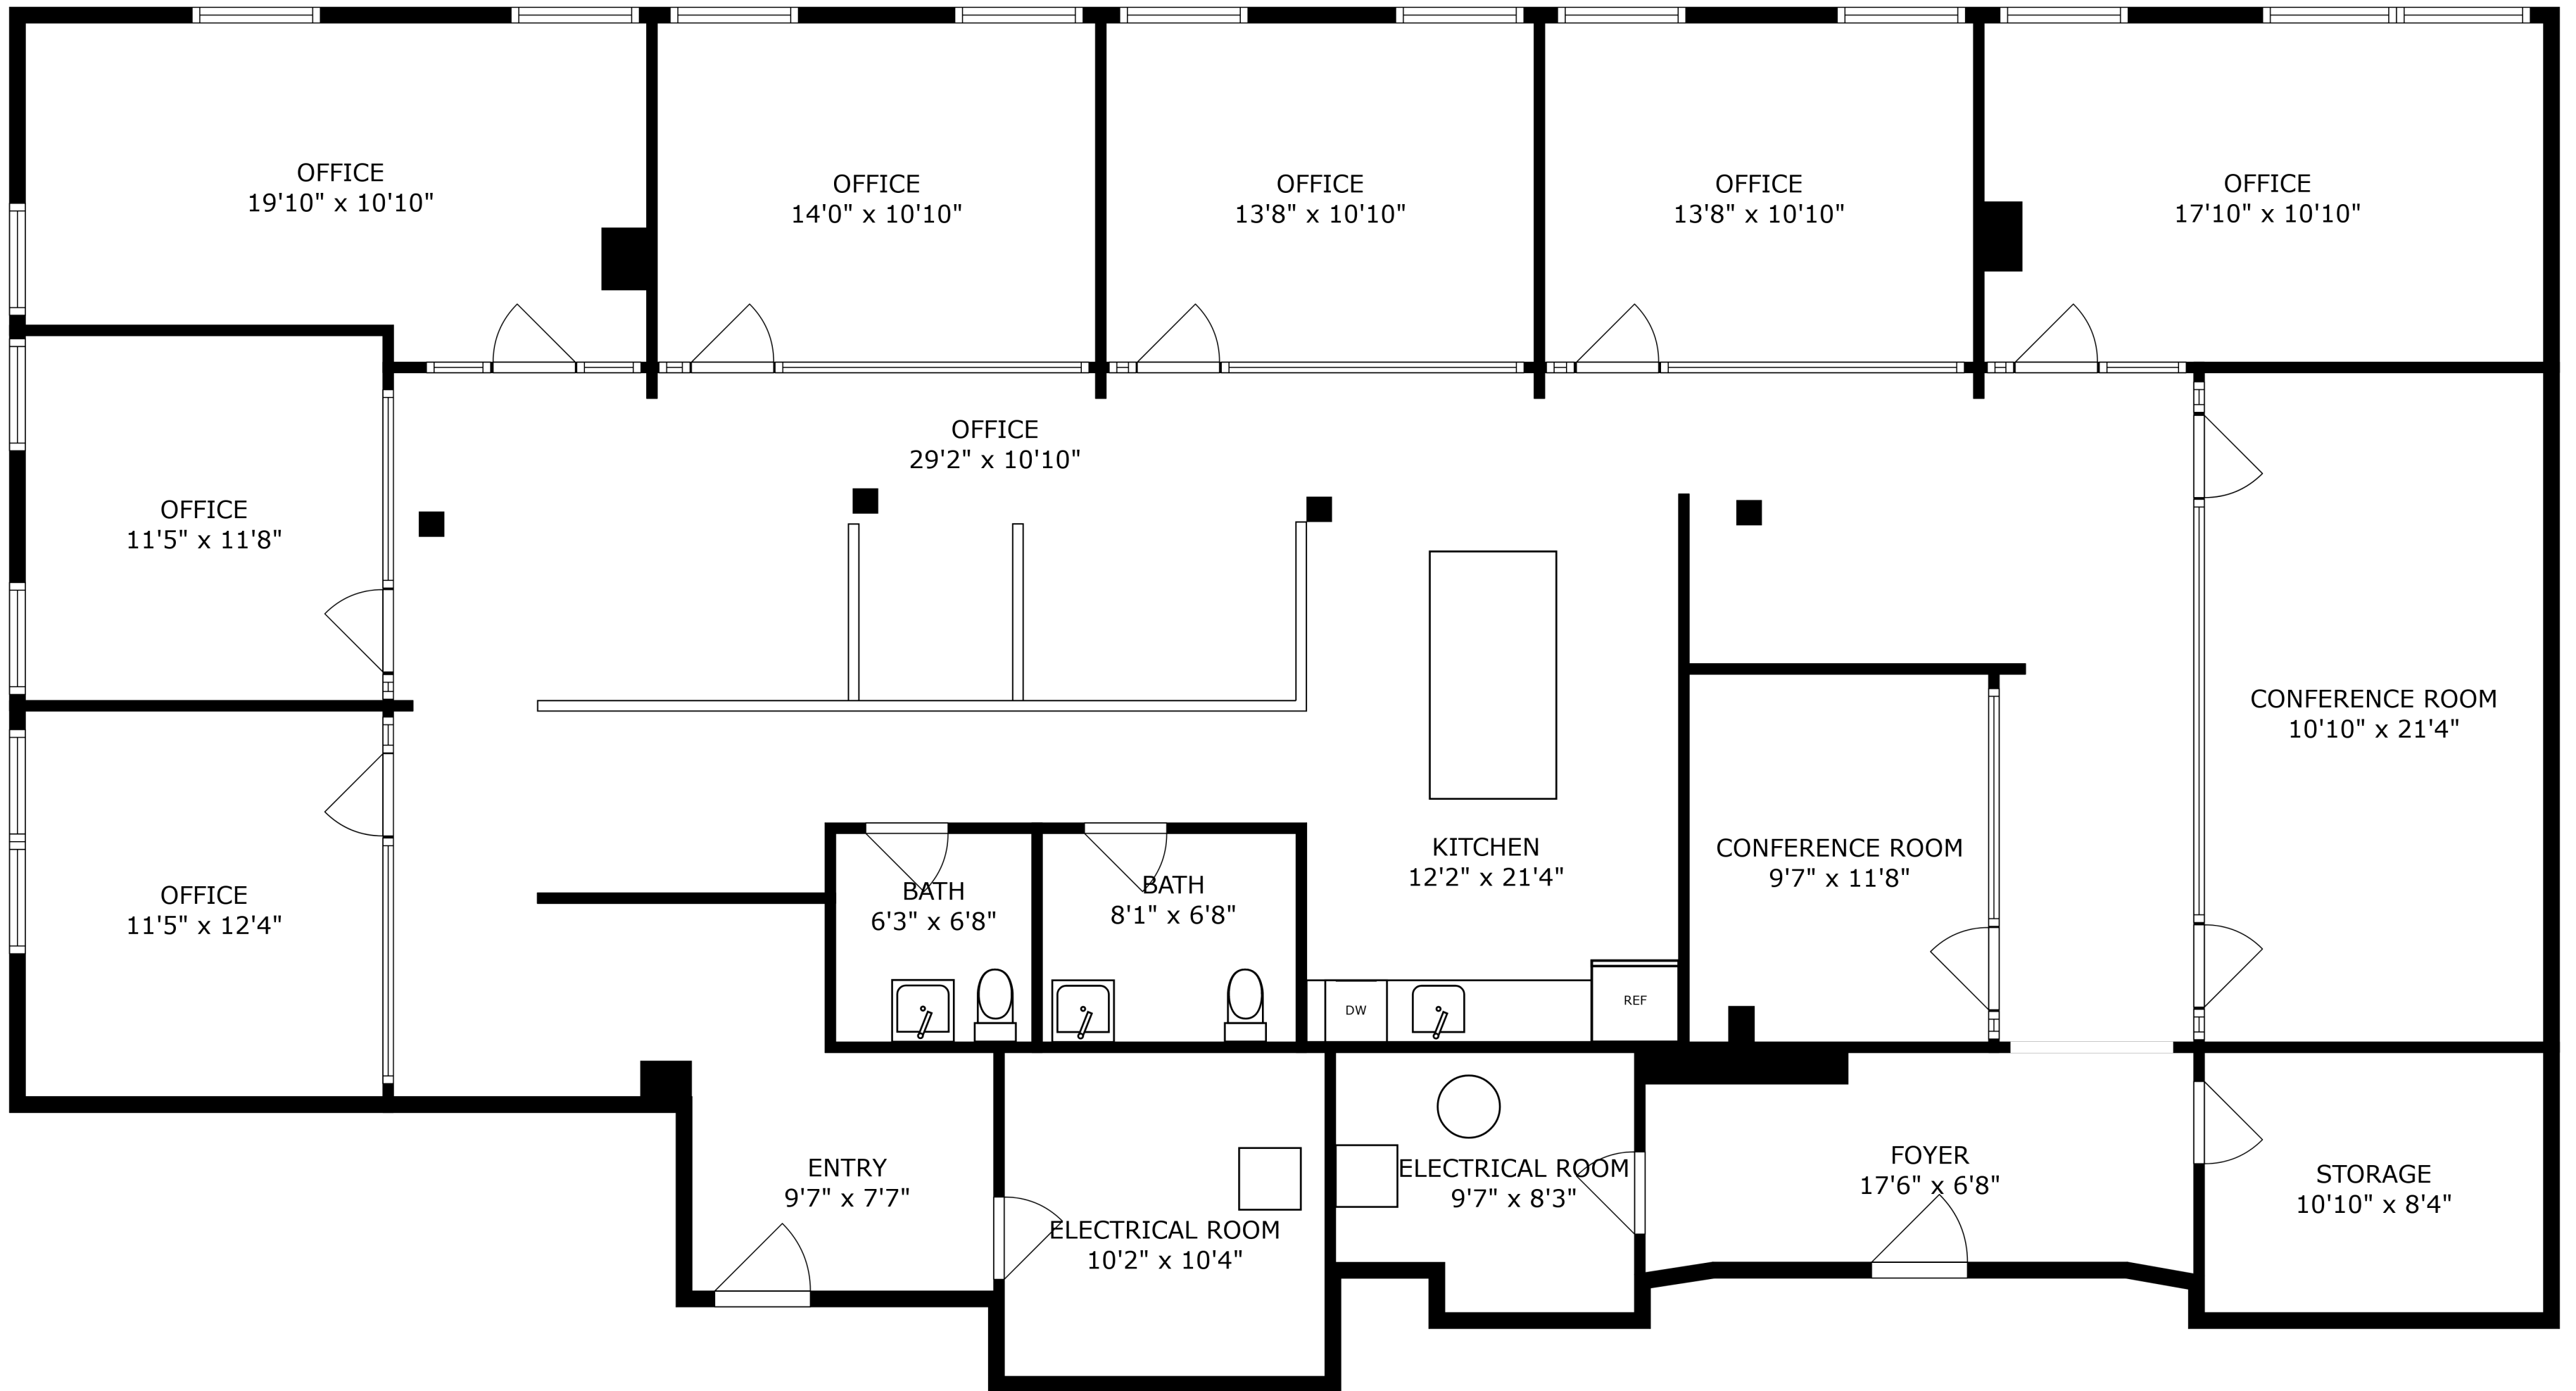 OFFICE
19'10" x 10'10"
OFFICE
14'0" x 10'10"
OFFICE
13'8" x 10'10"
OFFICE
13'8" x 10'10"
OFFICE
17'10" x 10'10"
OFFICE
29'2" x 10'10"
OFFICE
11'5" x 11'8"
CONFERENCE ROOM
10'10" x 21'4"
KITCHEN
12'2" x 21'4"
CONFERENCE ROOM
9'7" x 11'8"
OFFICE
11'5" x 12'4"
BATH
6'3" x 6'8"
BATH
8'1" x 6'8"
DW
REF
ENTRY
9'7" x 7'7"
ELECTRICAL ROOM
10'2" x 10'4"
ELECTRICAL ROOM
9'7" x 8'3"
FOYER
17'6" x 6'8"
STORAGE
10'10" x 8'4"